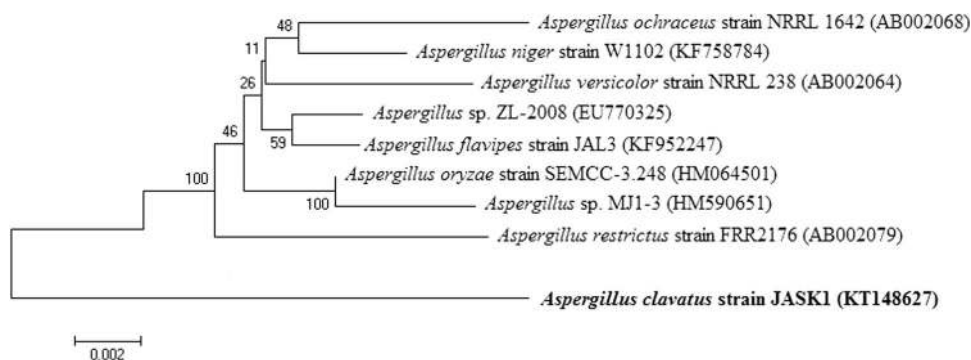 48
Aspergillus ochraceus strain NRRL 1642 (AB002068)
11
Aspergillus niger strain W1102 (KF758784)
26
Aspergillus versicolor strain NRRL 238 (AB002064)
Aspergillus sp. ZL-2008 (EU770325)
46
59
Aspergillus flavipes strain JAL3 (KF952247)
100
Aspergillus oryzae strain SEMCC-3.248 (HM064501)
100
Aspergillus sp. MJ1-3 (HM590651)
Aspergillus restrictus strain FRR2176 (AB002079)
Aspergillus clavatus strain JASK1 (KT148627)
0.002